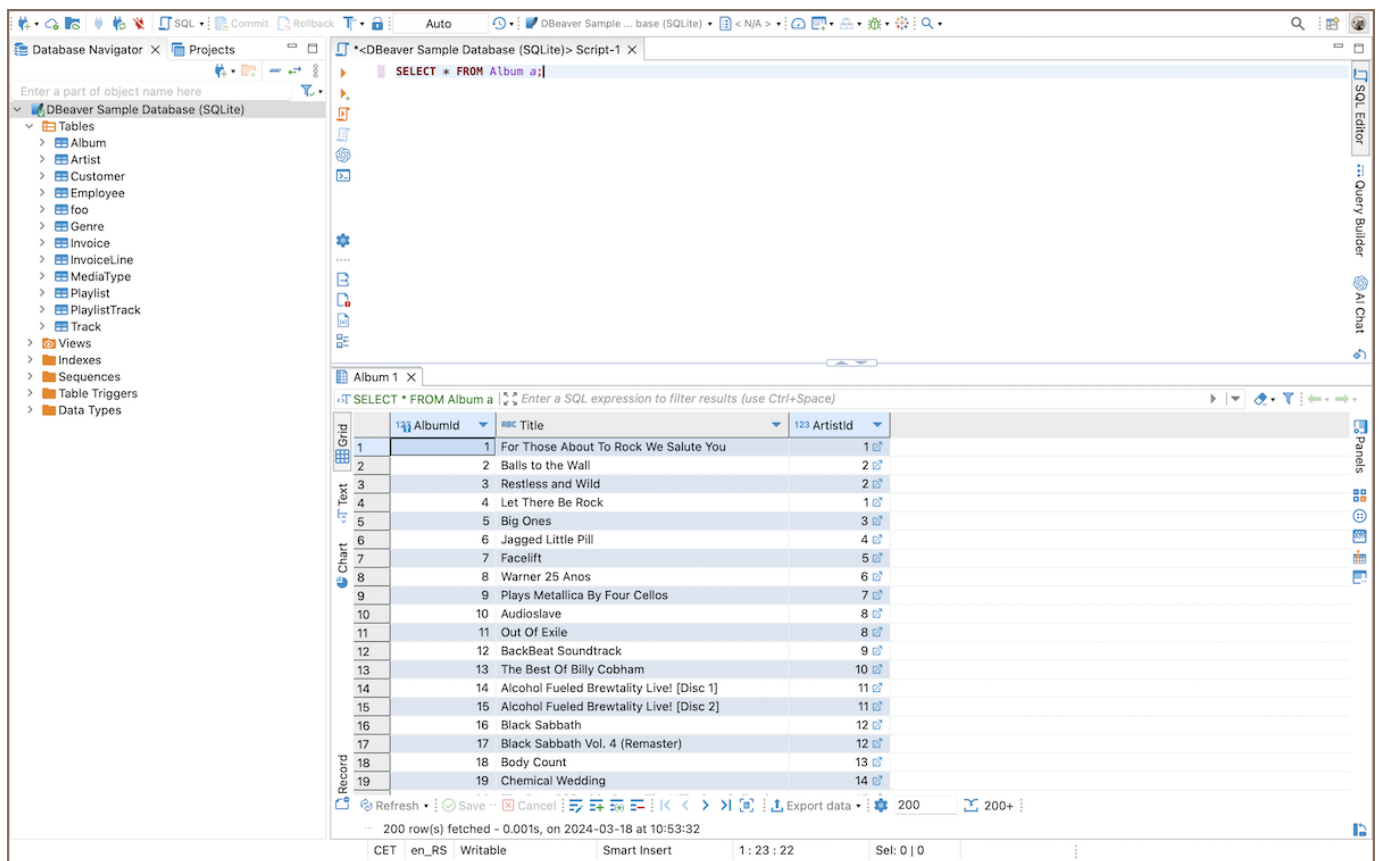 SQL
Commit
Rollback
Auto
DBeaver Sample ... base (SQLite)
< N/A >
Database Navigator
Projects
Enter a part of object name here
DBeaver Sample Database (SQLite)
Tables
Album
Artist
Customer
Employee
foo
Genre
Invoice
InvoiceLine
MediaType
Playlist
PlaylistTrack
Track
Views
Indexes
Sequences
Table Triggers
Data Types
*<DBeaver Sample Database (SQLite)> Script-1
SELECT * FROM Album a;
SQL Editor
Query Builder
AI Chat
Album 1
SELECT * FROM Album a
Enter a SQL expression to filter results (use Ctrl+Space)
Grid
Text
Chart
Record
Panels
123 AlbumId ABC Title 123 ArtistId
1 1 For Those About To Rock We Salute You 1
2 2 Balls to the Wall 2
3 3 Restless and Wild 2
4 4 Let There Be Rock 1
5 5 Big Ones 3
6 6 Jagged Little Pill 4
7 7 Facelift 5
8 8 Warner 25 Anos 6
9 9 Plays Metallica By Four Cellos 7
10 10 Audioslave 8
11 11 Out Of Exile 8
12 12 BackBeat Soundtrack 9
13 13 The Best Of Billy Cobham 10
14 14 Alcohol Fueled Brewtality Live! [Disc 1] 11
15 15 Alcohol Fueled Brewtality Live! [Disc 2] 11
16 16 Black Sabbath 12
17 17 Black Sabbath Vol. 4 (Remaster) 12
18 18 Body Count 13
19 19 Chemical Wedding 14
Refresh Save Cancel Export data 200 200+
200 row(s) fetched - 0.001s, on 2024-03-18 at 10:53:32
CET en_RS Writable Smart Insert 1 : 23 : 22 Sel: 0 | 0